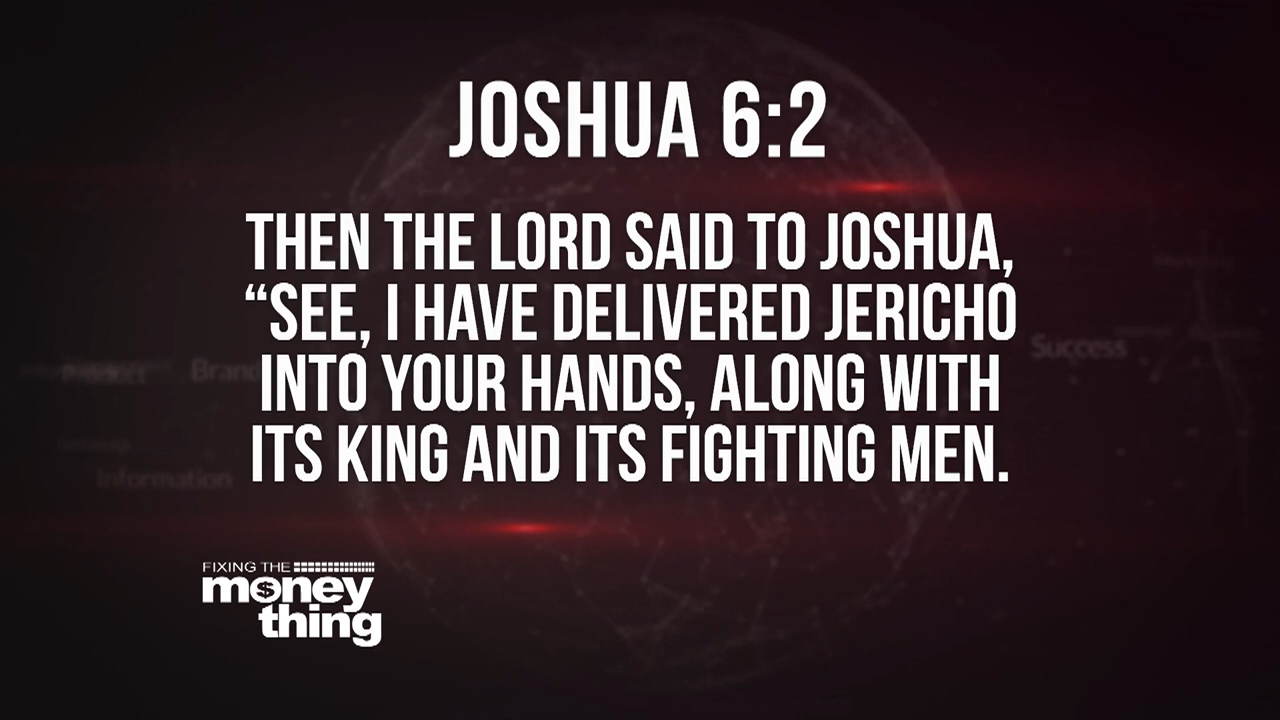 JOSHUA 6:2
THEN THE LORD SAID TO JOSHUA,
“SEE, I HAVE DELIVERED JERICHO
INTO YOUR HANDS, ALONG WITH
ITS KING AND ITS FIGHTING MEN.
Success
Information
FIXING THE
money
thing